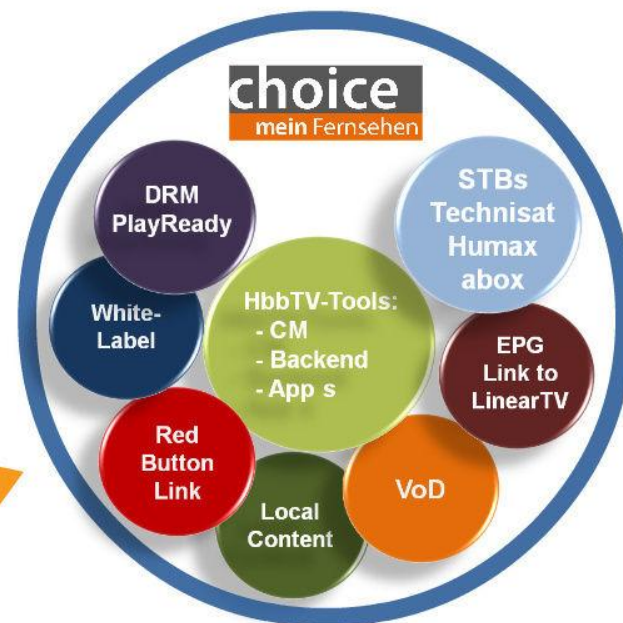 choice
mein Fernsehen
DRM
PlayReady
STBs
Technisat
Humax
abox
White-
Label
HbbTV-Tools:
- CM
- Backend
- App s
EPG
Link to
LinearTV
Red
Button
Link
VoD
Local
Content